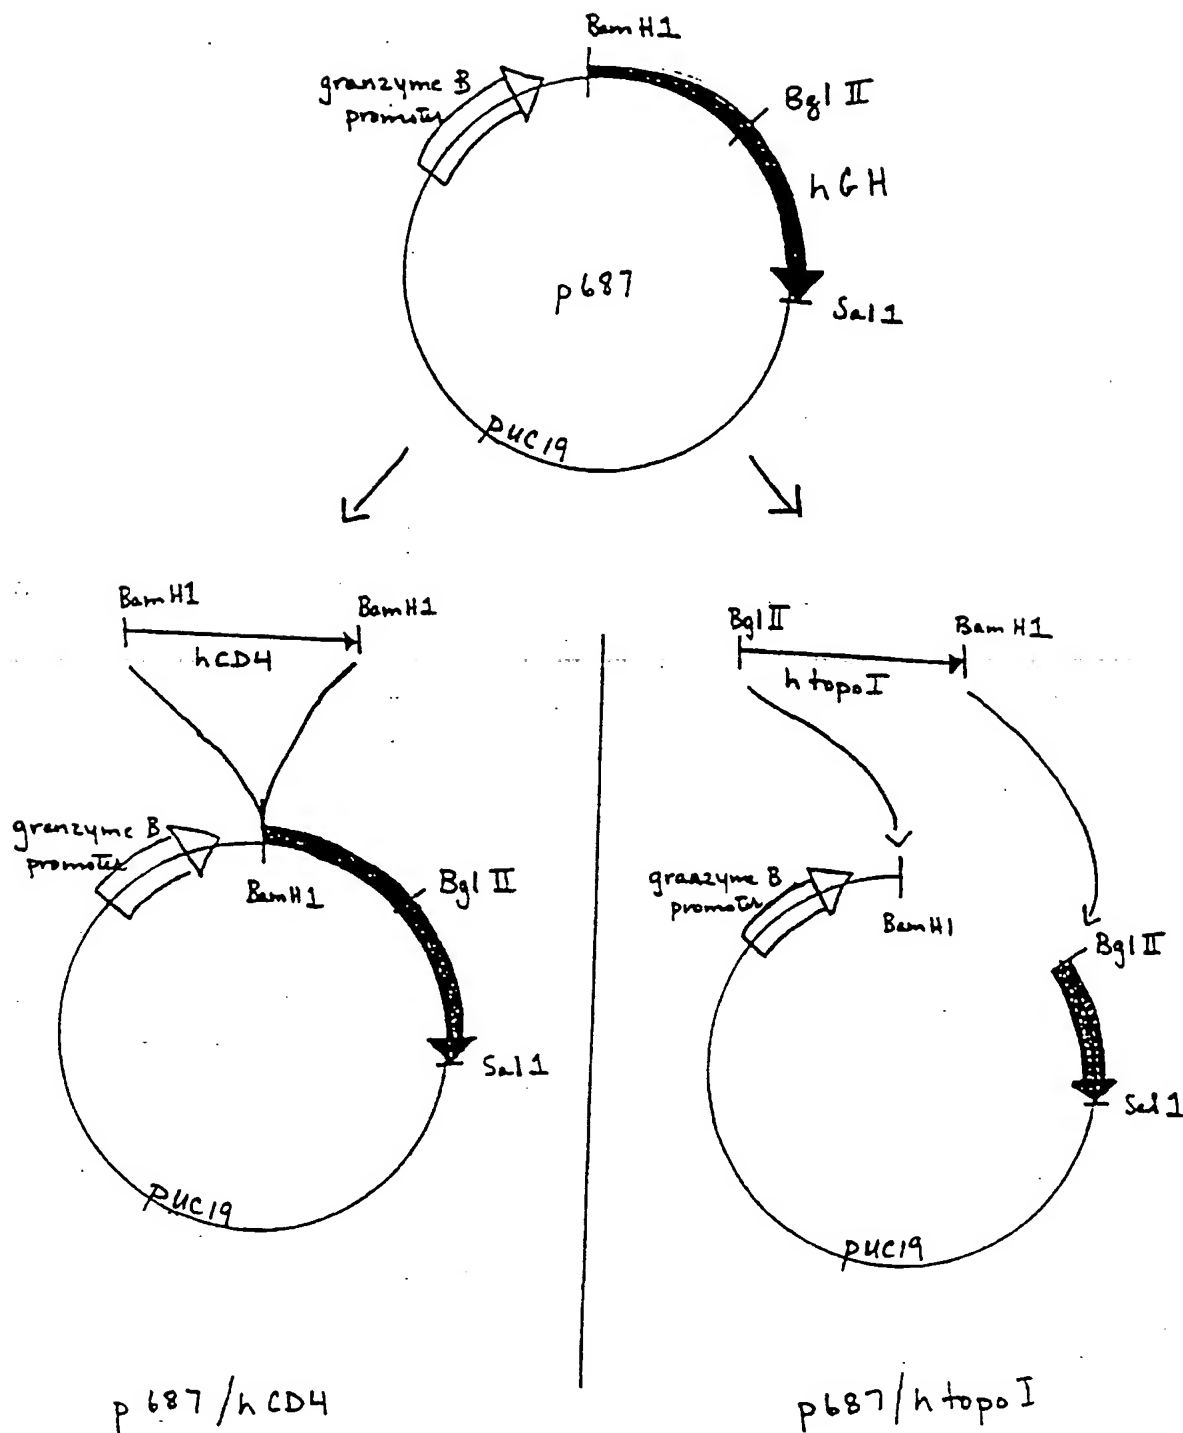 BamH1
granzyme B
promoter
Bgl II
hGH
p687
Sal1
pUC19
BamH1
BamH1
hCD4
granzyme B
promoter
BamH1
Bgl II
Sal1
pUC19
p687/hCD4
Bgl II
BamH1
h topo I
granzyme B
promoter
BamH1
Bgl II
Sal1
pUC19
p687/h topo I